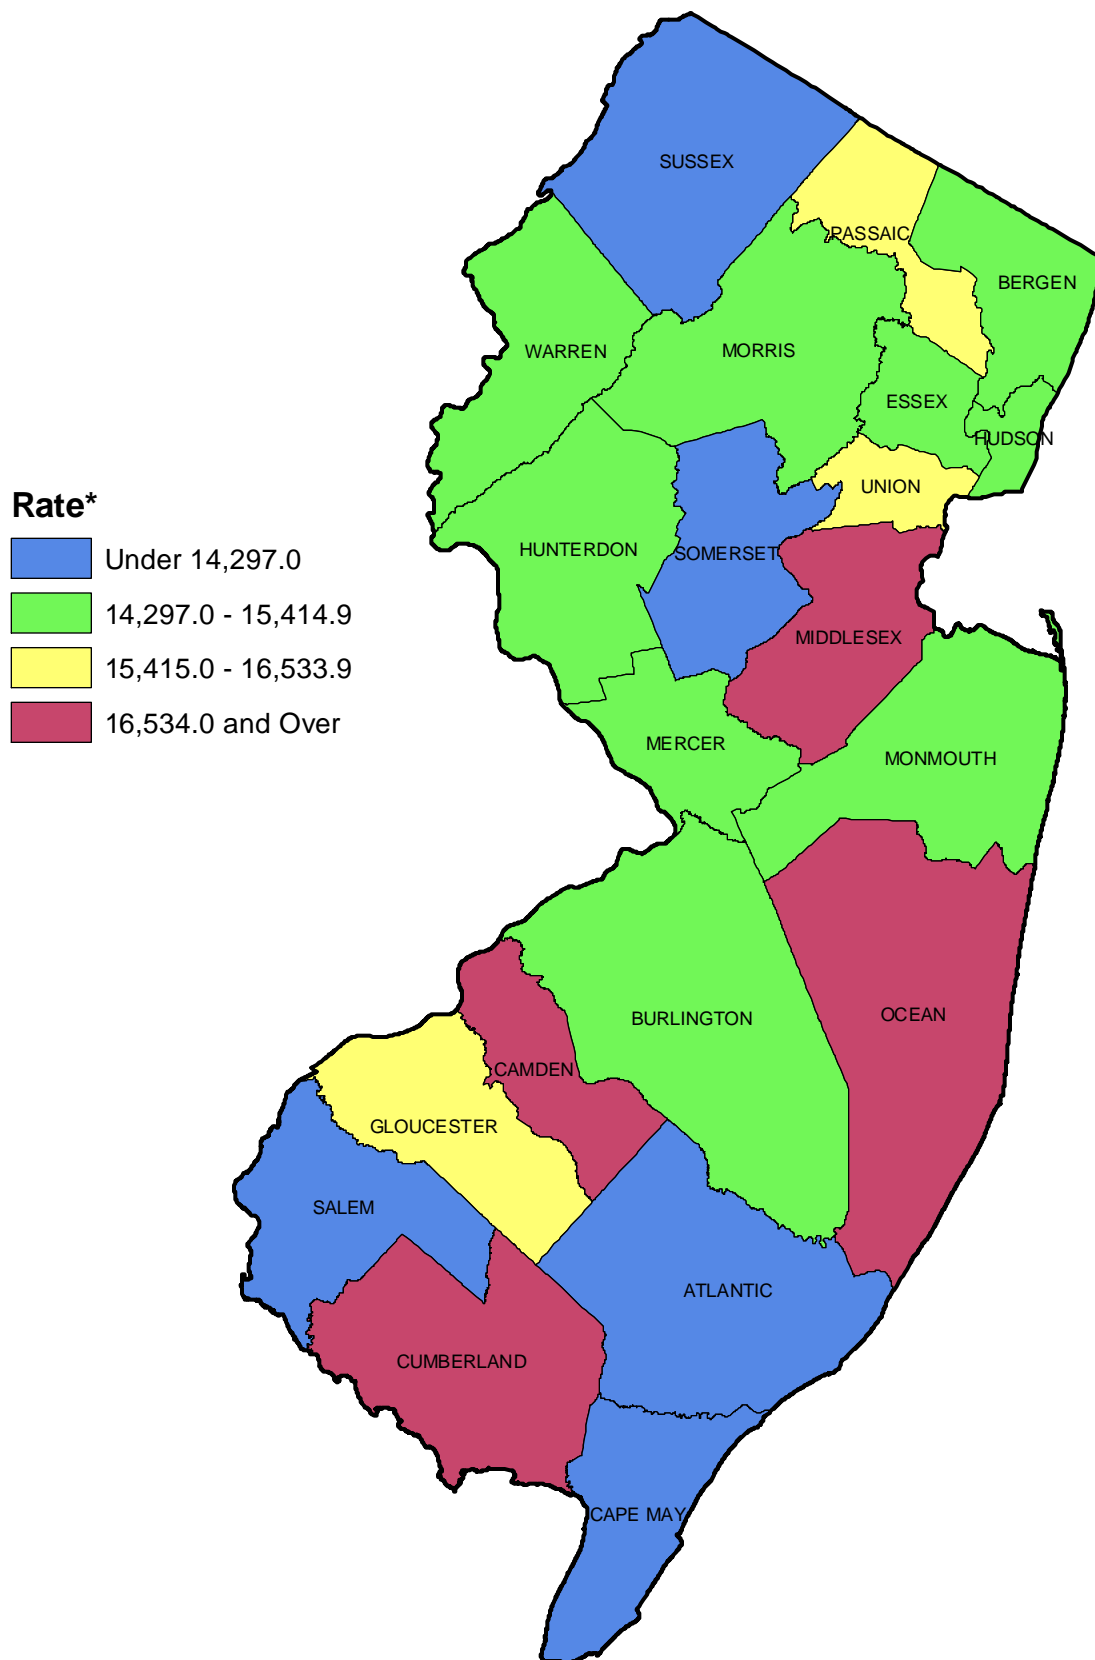 SUSSEX
PASSAIC
BERGEN
WARREN
MORRIS
ESSEX
HUDSON
UNION
Rate*
Under 14,297.0
14,297.0 - 15,414.9
15,415.0 - 16,533.9
16,534.0 and Over
HUNTERDON
SOMERSET
MIDDLESEX
MERCER
MONMOUTH
OCEAN
BURLINGTON
CAMDEN
GLOUCESTER
SALEM
ATLANTIC
CUMBERLAND
CAPE MAY